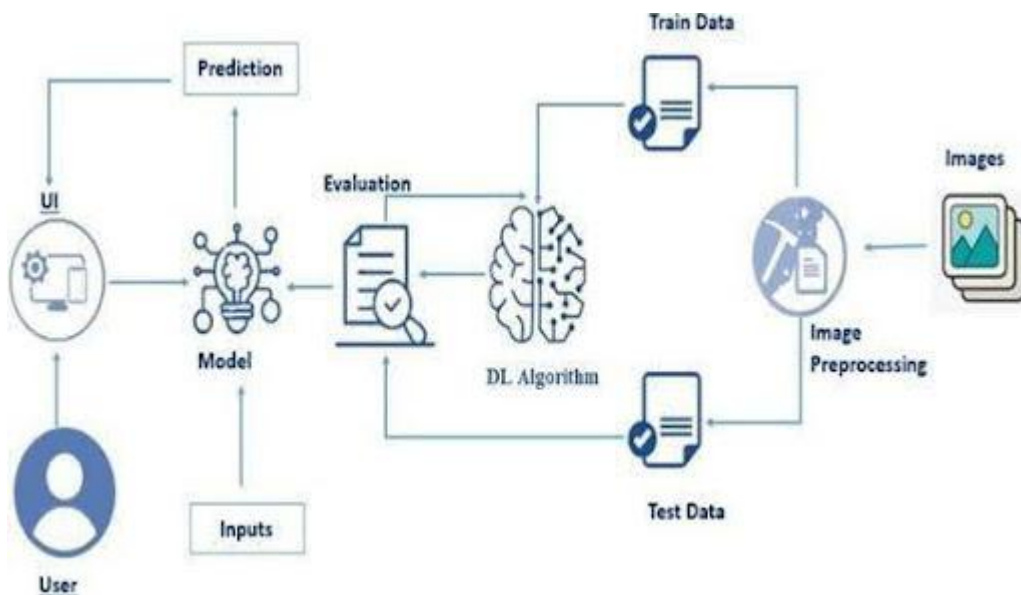 Train Data
Prediction
Images
Evaluation
UI
Image
Preprocessing
Model
DL Algorithm
Test Data
Inputs
User